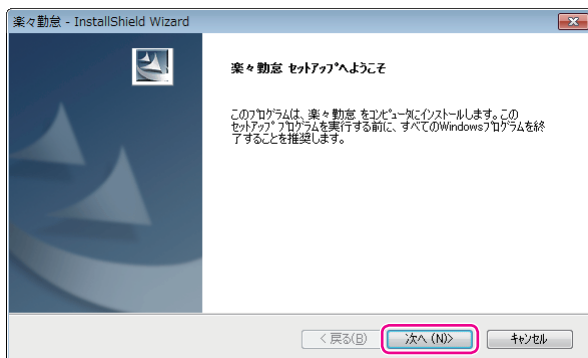 楽々勤怠 - InstallShield Wizard
楽々勤怠 セットアップへようこそ
このプログラムは、楽々勤怠 をコンピュータにインストールします。この
セットアップ プログラムを実行する前に、すべてのWindowsプログラムを終
了することを推奨します。
< 戻る(B) 次へ (N)> キャンセル